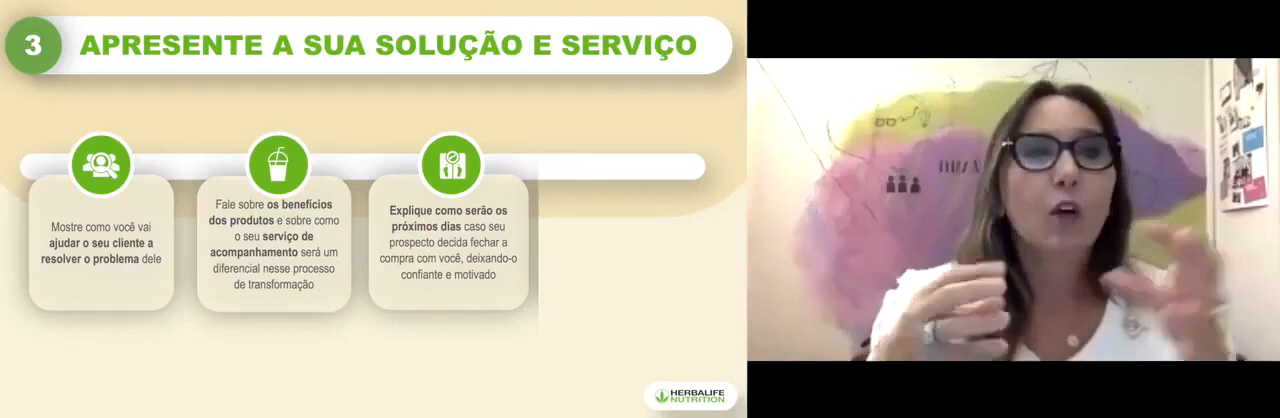 3
APRESENTE A SUA SOLUÇÃO E SERVIÇO
Mostre como você vai
ajudar o seu cliente a
resolver o problema dele
Fale sobre os benefícios
dos produtos e sobre como
o seu serviço de
acompanhamento será um
diferencial nesse processo
de transformação
Explique como serão os
próximos dias caso seu
prospecto decida fechar a
compra com você, deixando-o
confiante e motivado
HERBALIFE
NUTRITION